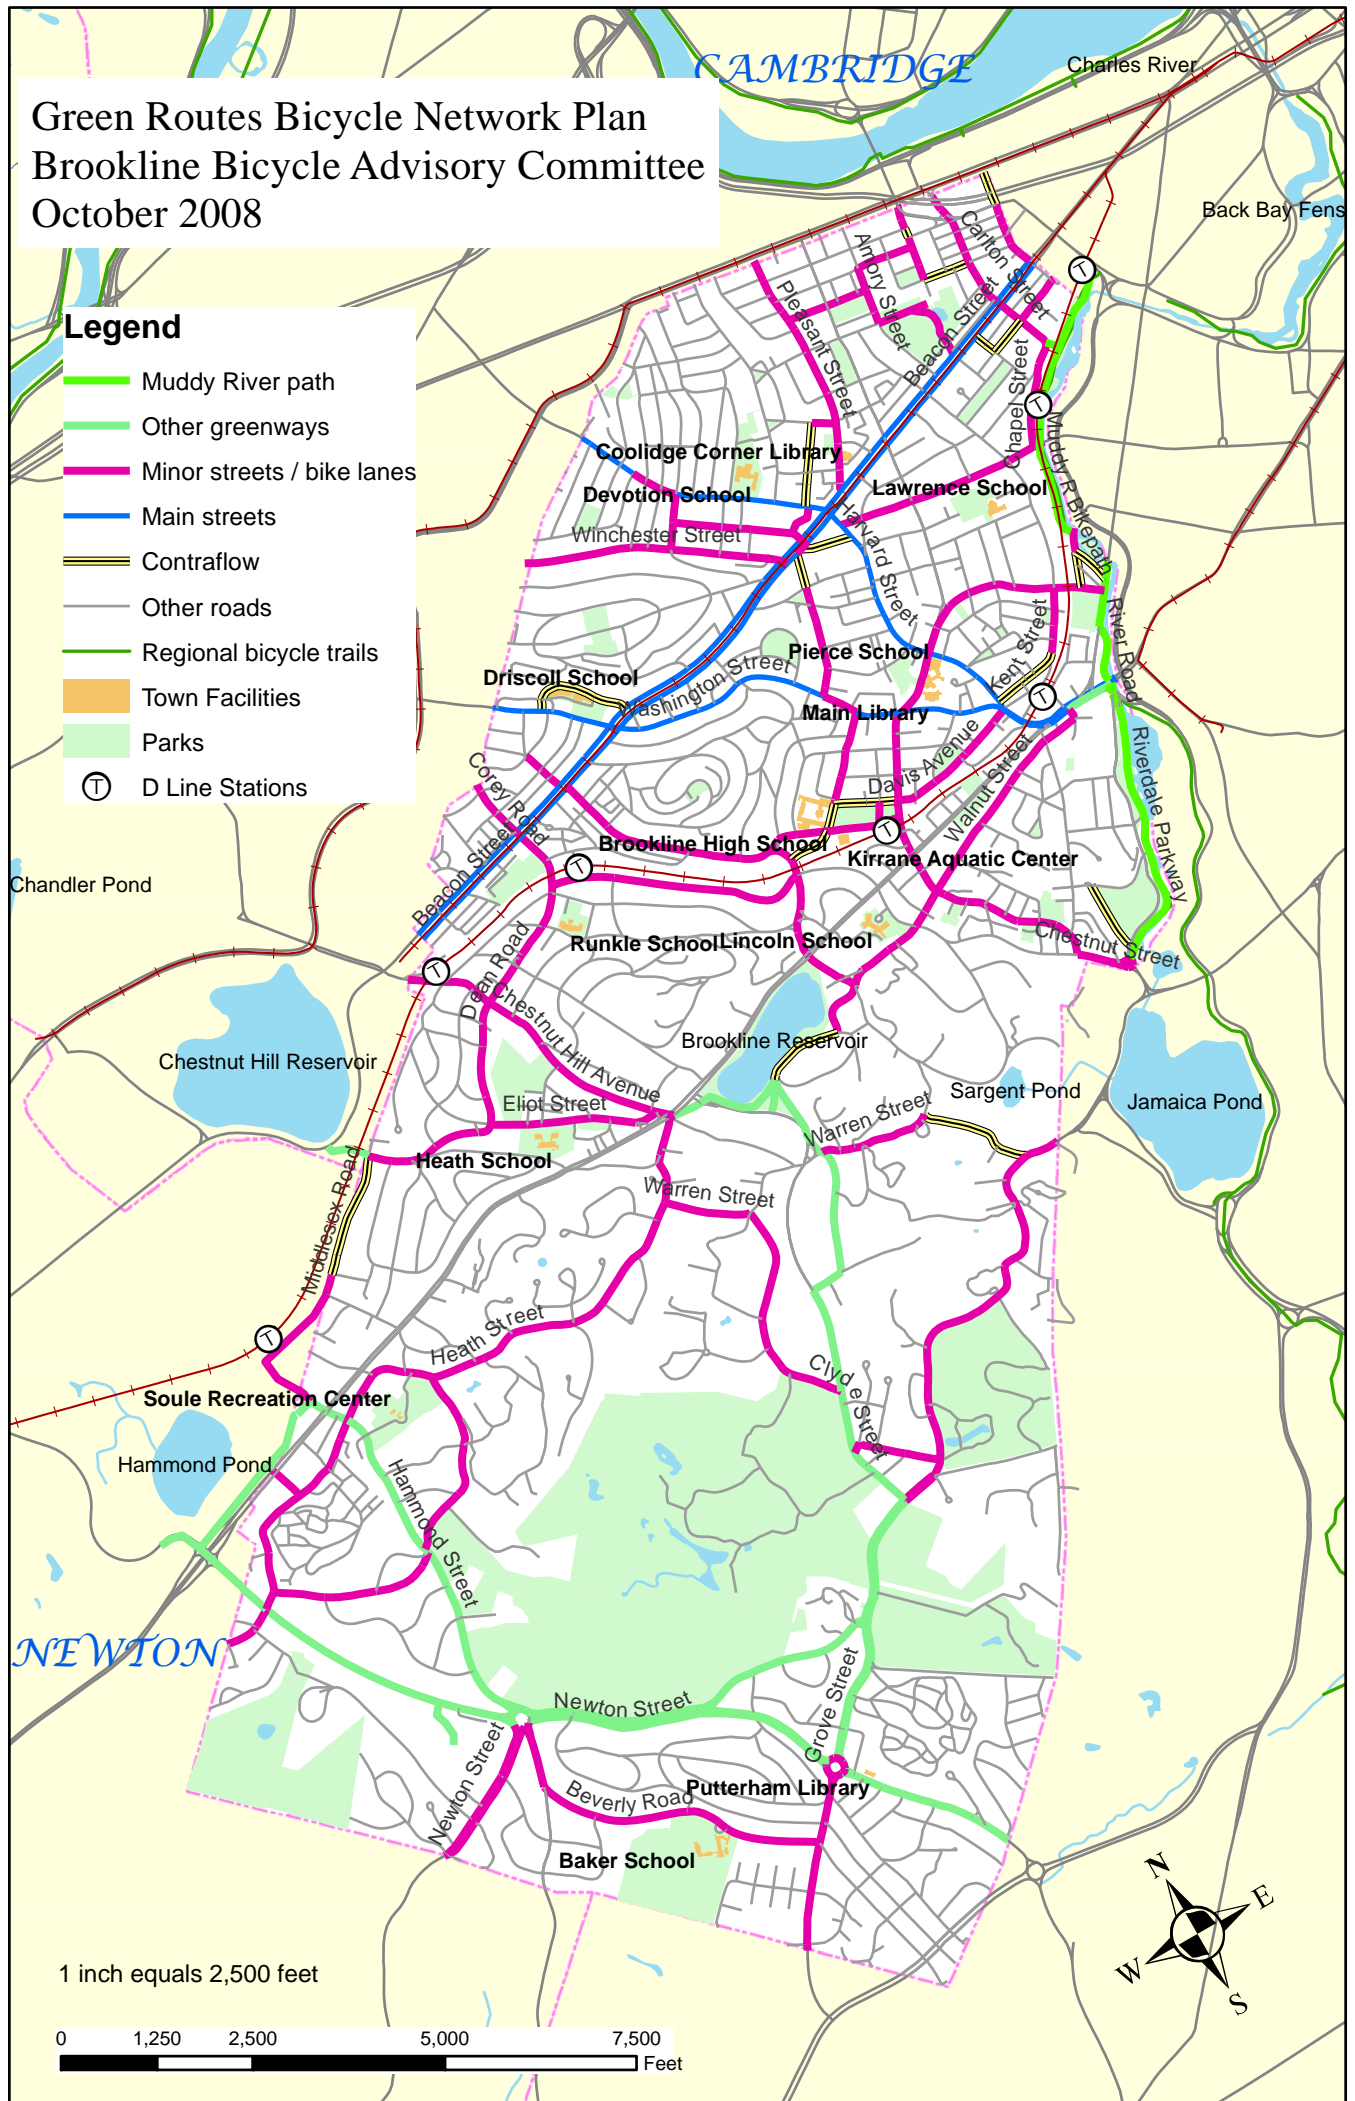 CAMBRIDGE
Charles River
Green Routes Bicycle Network Plan
Brookline Bicycle Advisory Committee
October 2008
Back Bay Fens
Carlton Street
Amory Street
Pleasant Street
Beacon Street
Legend
Muddy River path
Other greenways
Minor streets / bike lanes
Main streets
Contraflow
Other roads
Regional bicycle trails
Town Facilities
Parks
T D Line Stations
T
T
Chapel Street
Muddy R Bikepath
Coolidge Corner Library
Devotion School
Lawrence School
Winchester Street
Harvard Street
Pierce School
Kent Street
River Road
Driscoll School
Washington Street
T
Main Library
Riverdale Parkway
Davis Avenue
Walnut Street
Corey Road
Beacon Street
Brookline High School
T
Kirrane Aquatic Center
T
Chandler Pond
Runkle School
Lincoln School
Chestnut Street
Dean Road
T
Chestnut Hill Avenue
Chestnut Hill Reservoir
Brookline Reservoir
Sargent Pond
Jamaica Pond
Eliot Street
Warren Street
Heath School
Middlesex Road
Warren Street
Heath Street
T
Clyde Street
Soule Recreation Center
Hammond Pond
Hammond Street
NEWTON
Newton Street
Grove Street
Newton Street
Beverly Road
Putterham Library
Baker School
N
E
W
S
1 inch equals 2,500 feet
0 1,250 2,500 5,000 7,500
Feet